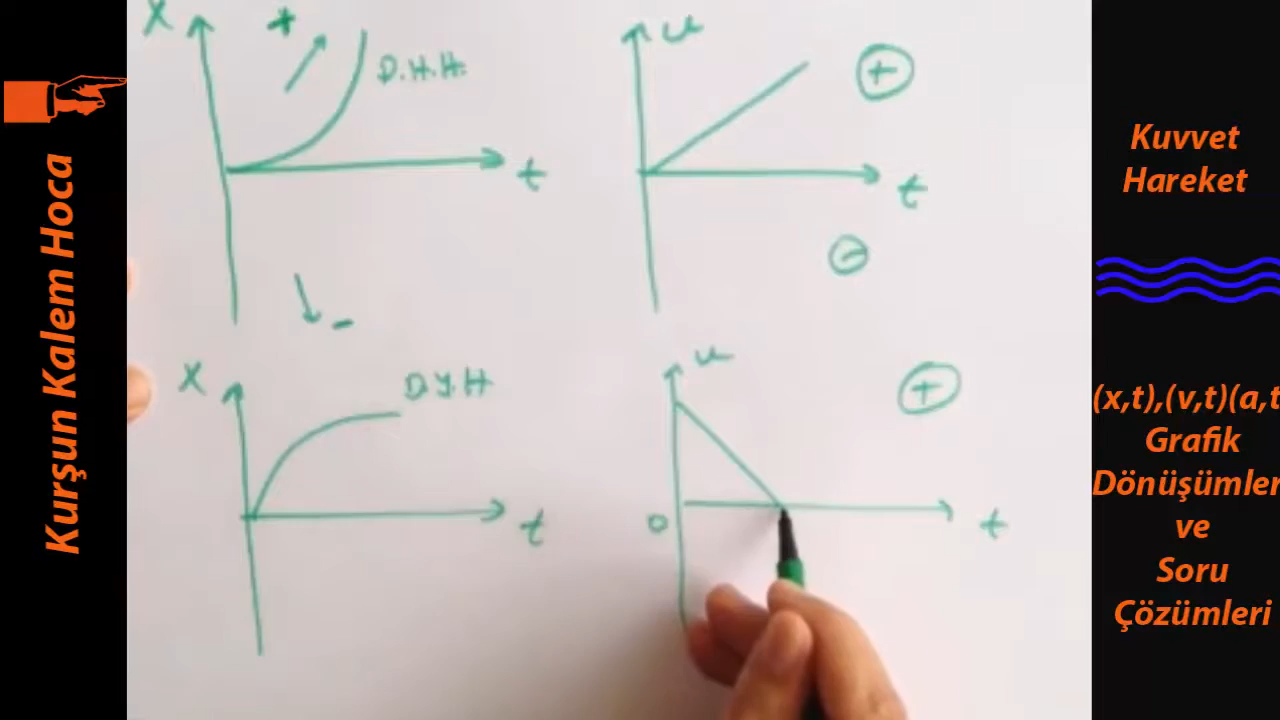 Kurşun Kalem Hoca
x
+
D.H.H.
t
-
v
+
t
-
x
D.Y.H
t
v
+
0
t
Kuvvet
Hareket
(x,t),(v,t)(a,t
Grafik
Dönüşümler
ve
Soru
Çözümleri